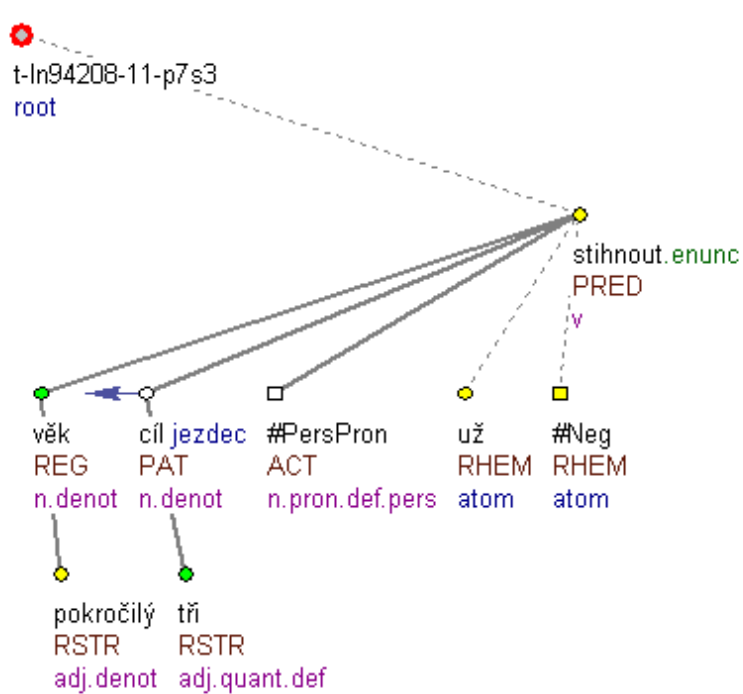 t-ln94208-11-p7s3
root
stihnout.enunc
PRED
v
věk cíl jezdec #PersPron už #Neg
REG PAT ACT RHEM RHEM
n.denot n.denot n.pron.def.pers atom atom
pokročilý tři
RSTR RSTR
adj.denot adj.quant.def